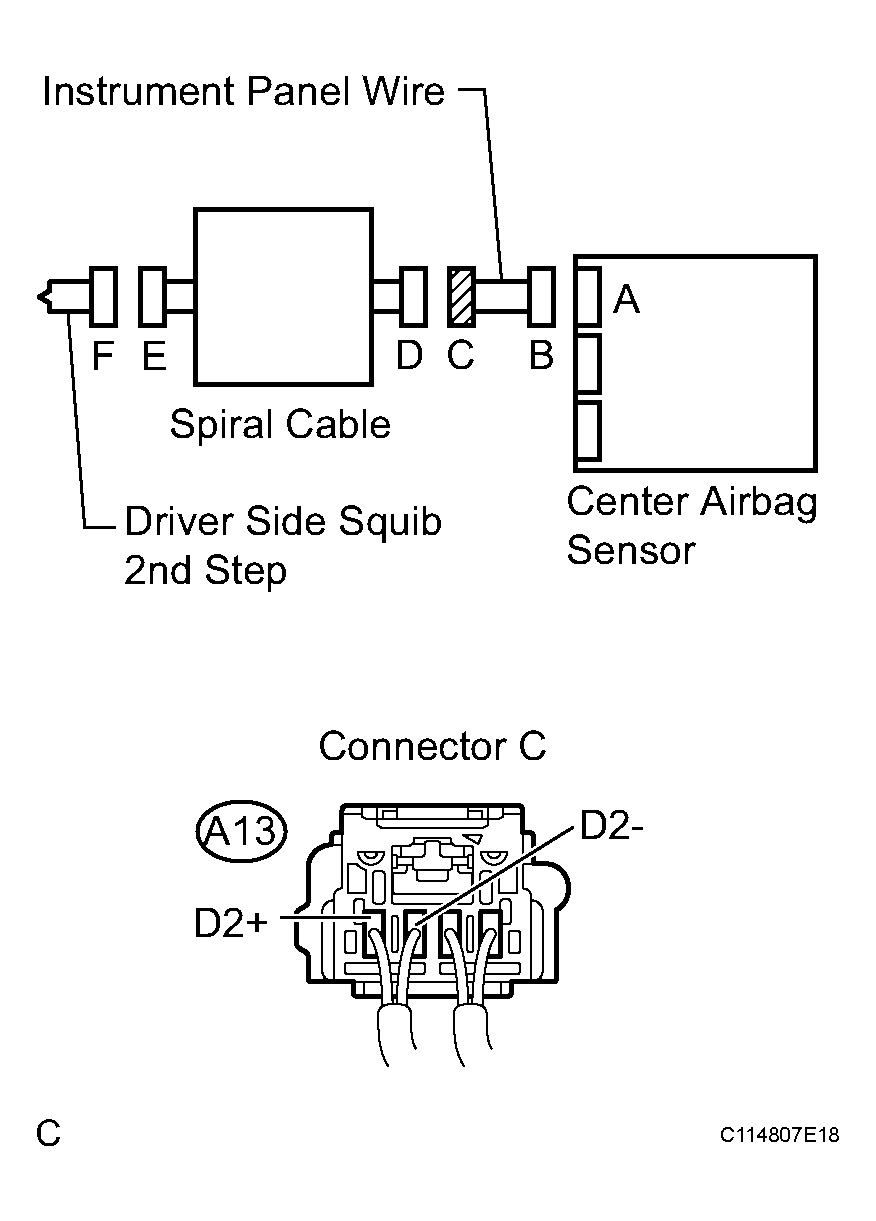 Instrument Panel Wire
A
F E D C B
Spiral Cable
Center Airbag
Sensor
Driver Side Squib
2nd Step
Connector C
A13
D2-
D2+
C
C114807E18